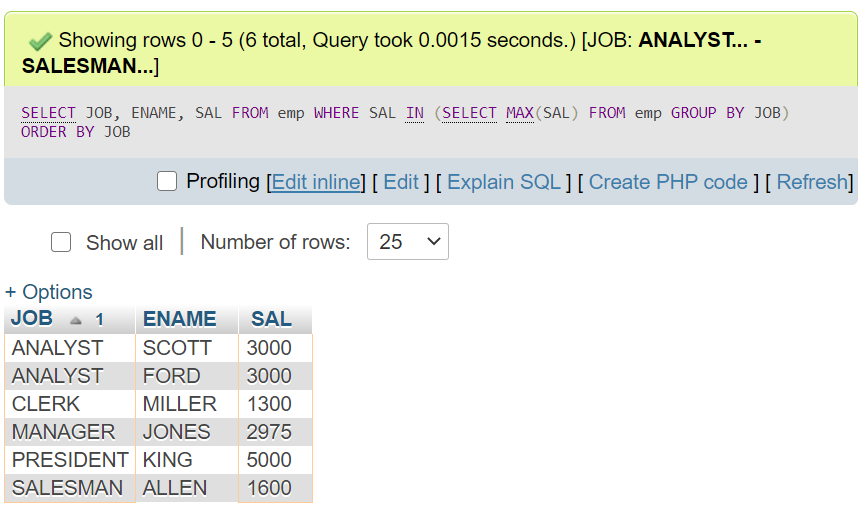 Showing rows 0 - 5 (6 total, Query took 0.0015 seconds.) [JOB: ANALYST... -
SALESMAN...]
SELECT JOB, ENAME, SAL FROM emp WHERE SAL IN (SELECT MAX(SAL) FROM emp GROUP BY JOB)
ORDER BY JOB
Profiling [Edit inline] [ Edit ] [ Explain SQL ] [ Create PHP code ] [ Refresh]
Show all | Number of rows: 25
+ Options
JOB 1 ENAME SAL
ANALYST SCOTT 3000
ANALYST FORD 3000
CLERK MILLER 1300
MANAGER JONES 2975
PRESIDENT KING 5000
SALESMAN ALLEN 1600